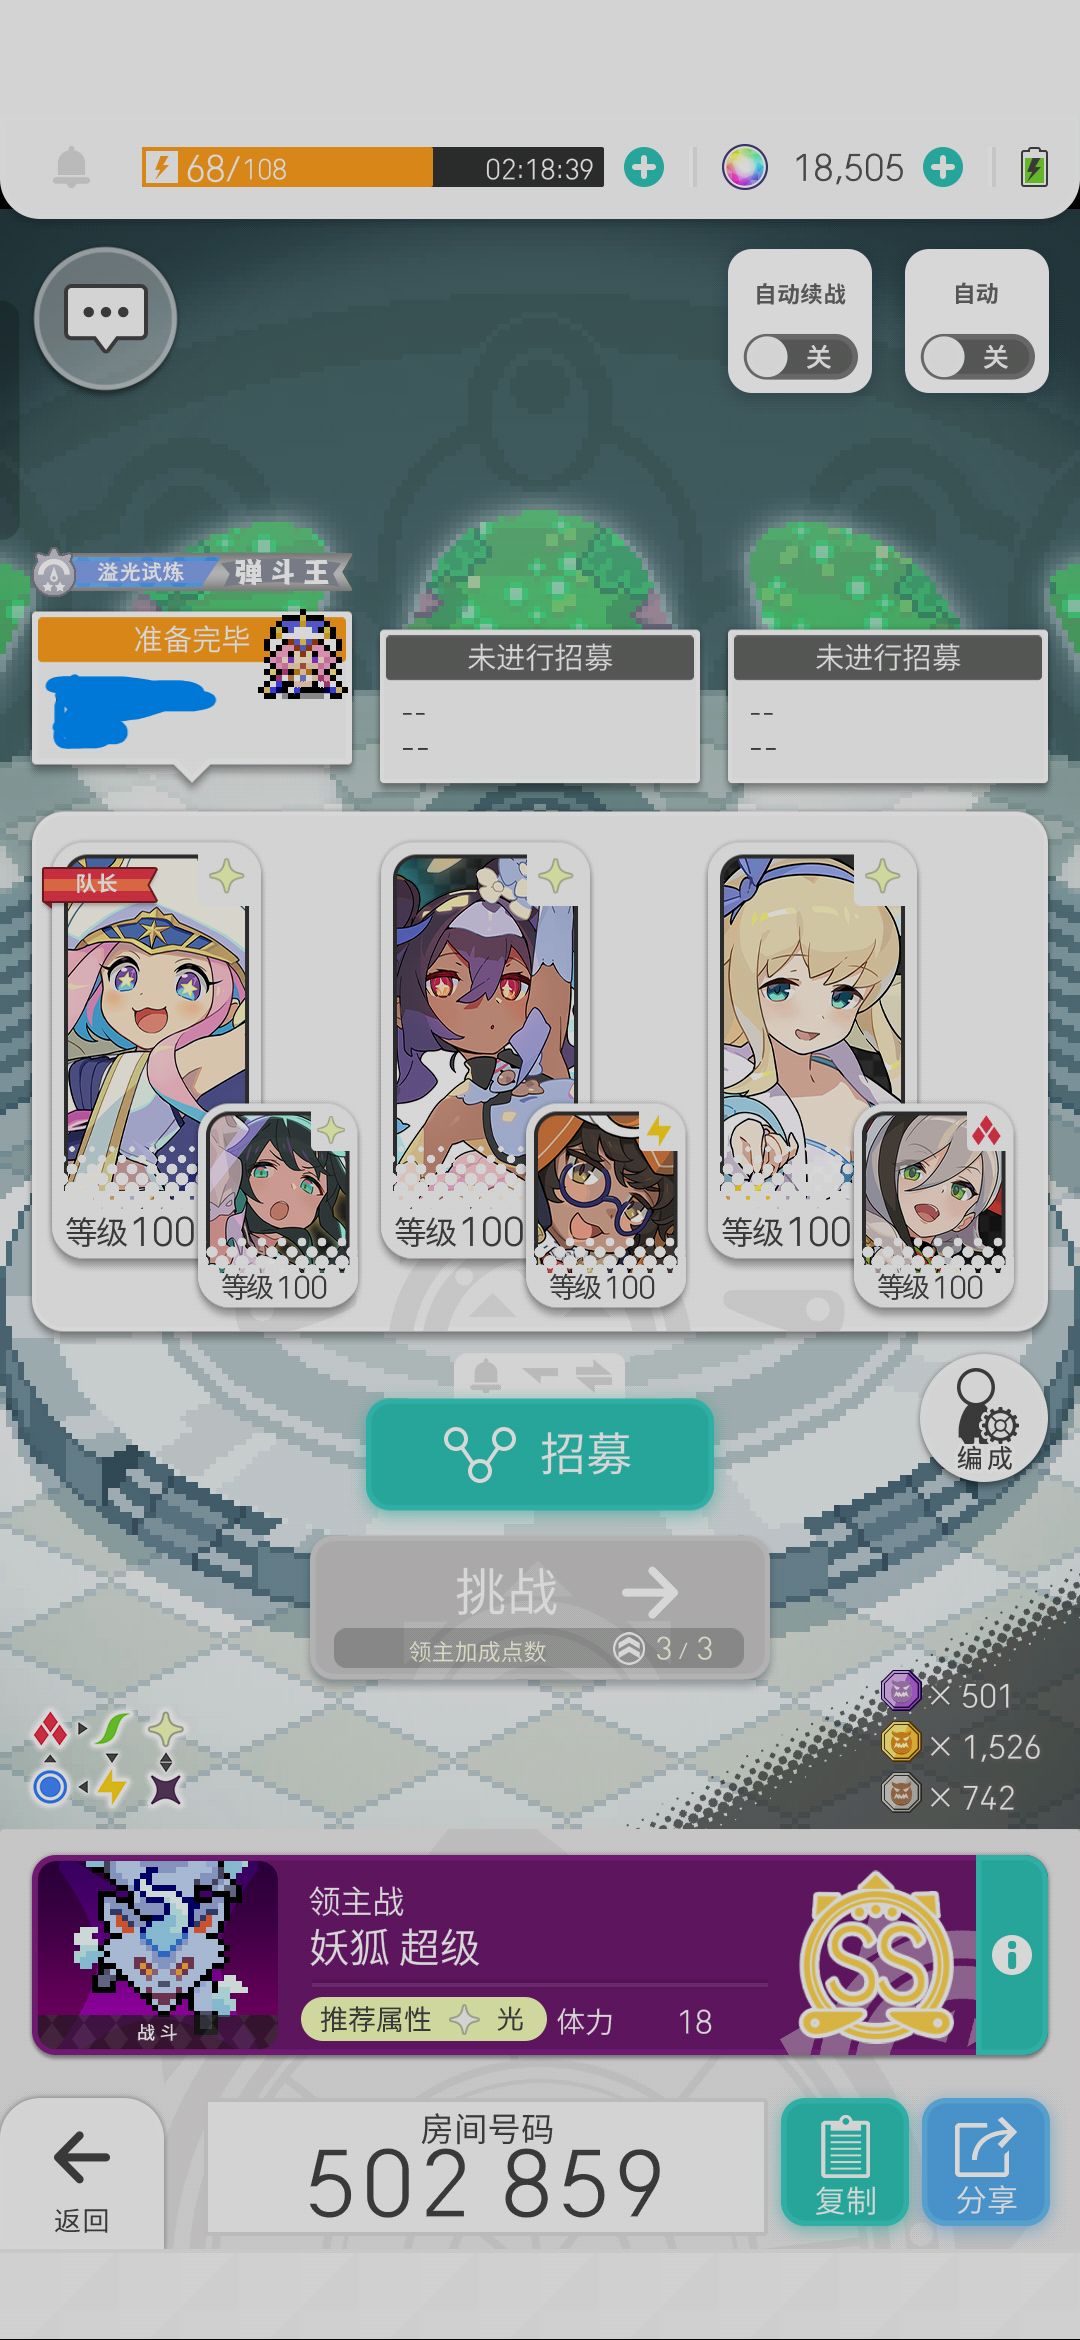 68/108
02:18:39
18,505
自动续战
关
自动
关
溢光试炼
弹斗王
准备完毕
未进行招募
--
--
未进行招募
--
--
队长
等级100
等级100
等级100
等级100
等级100
等级100
招募
编成
挑战
领主加成点数
3 / 3
× 501
× 1,526
× 742
领主战
妖狐 超级
推荐属性 光
体力 18
SS
战斗
返回
房间号码
502 859
复制
分享